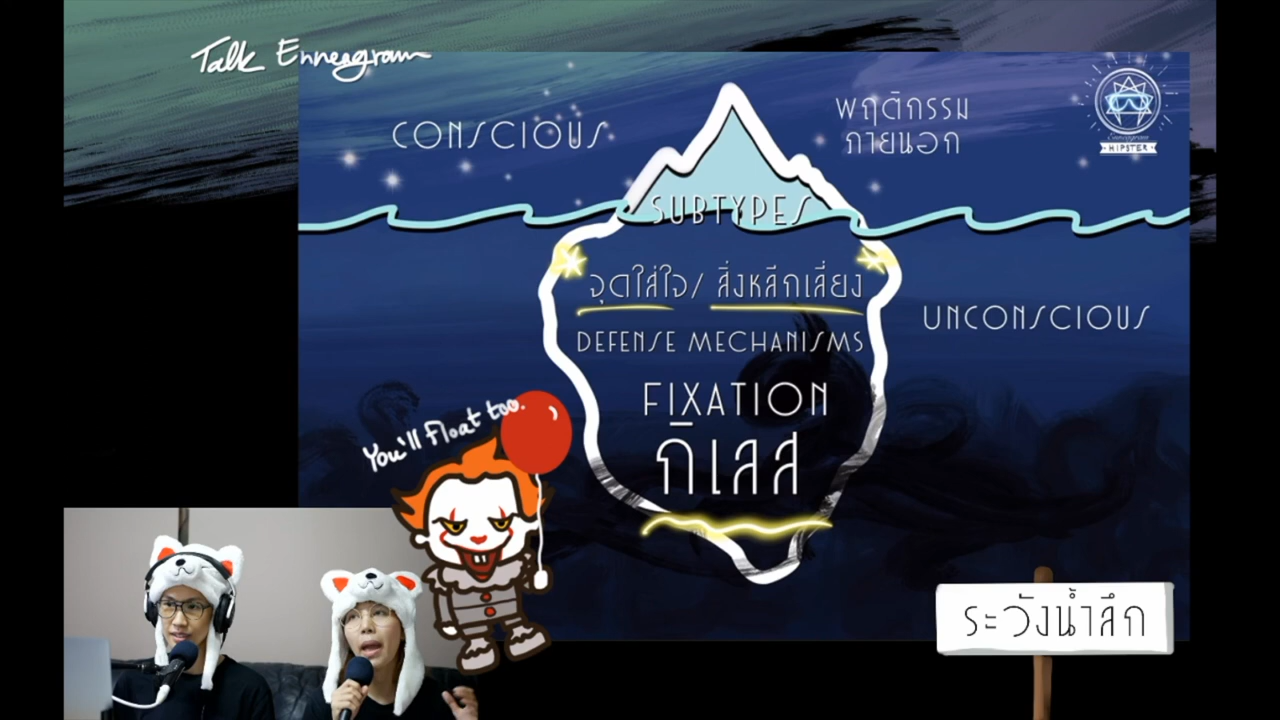 Talk Enneagram
CONSCIOUS
พฤติกรรม
ภายนอก
Enneagram
HIPSTER
SUBTYPES
จุดใส่ใจ/ สิ่งหลีกเลี่ยง
DEFENSE MECHANISMS
UNCONSCIOUS
FIXATION
กิเลส
You'll Float too.
ระวังน้ำลึก